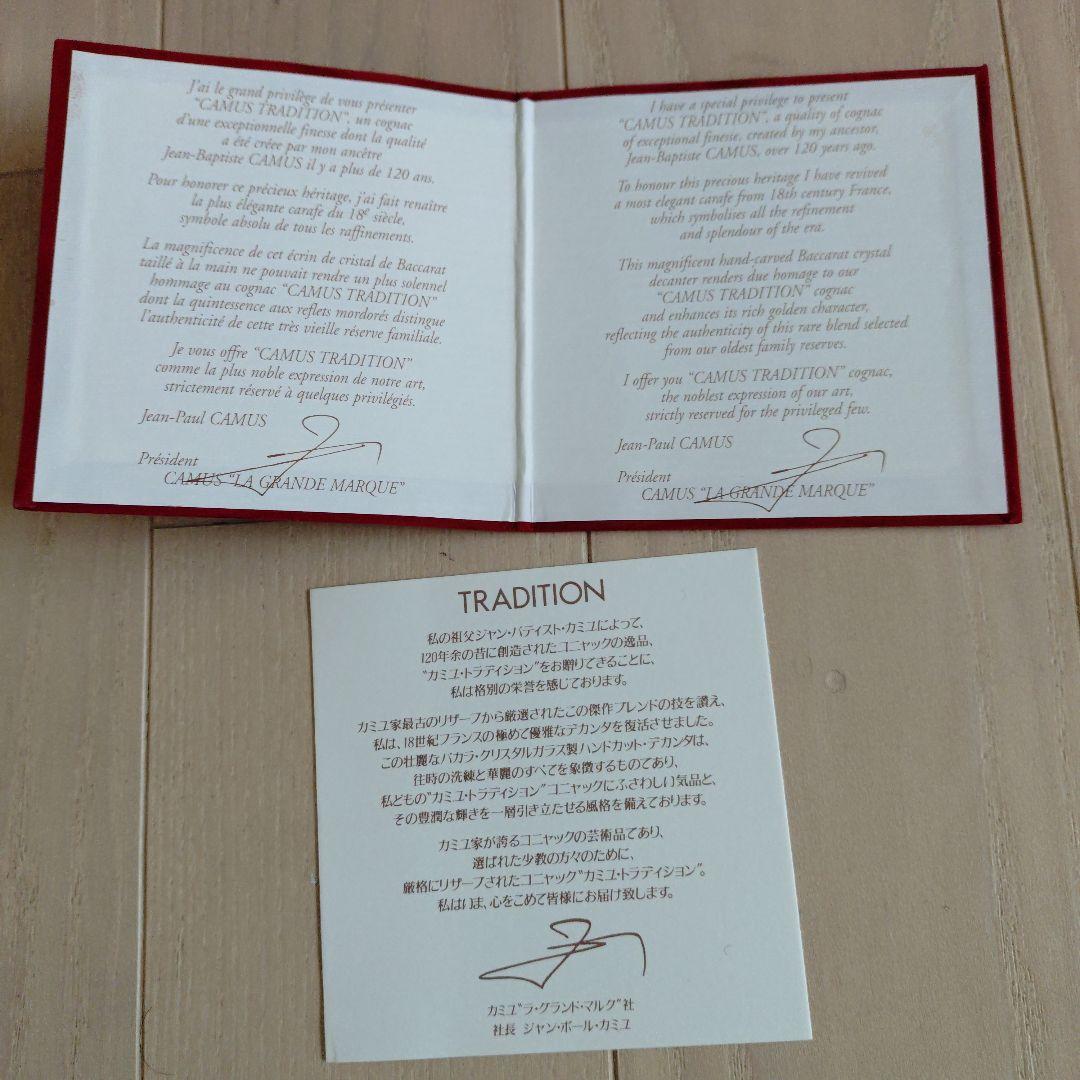 J'ai le grand privilège de vous présenter
"CAMUS TRADITION", un cognac
d'une exceptionnelle finesse dont la qualité
a été créée par mon ancêtre
Jean-Baptiste CAMUS il y a plus de 120 ans.
Pour honorer ce précieux héritage, j'ai fait renaître
la plus élégante carafe du 18e siècle,
symbole absolu de tous les raffinements.
La magnificence de cet écrin de cristal de Baccarat
taillé à la main ne pouvait rendre un plus solennel
hommage au cognac "CAMUS TRADITION"
dont la quintessence aux reflets mordorés distingue
l'authenticité de cette très vieille réserve familiale.
Je vous offre "CAMUS TRADITION"
comme la plus noble expression de notre art,
strictement réservé à quelques privilégiés.
Jean-Paul CAMUS
Président
CAMUS "LA GRANDE MARQUE"
I have a special privilege to present
"CAMUS TRADITION", a quality of cognac
of exceptional finesse, created by my ancestor,
Jean-Baptiste CAMUS, over 120 years ago.
To honour this precious heritage I have revived
a most elegant carafe from 18th century France,
which symbolises all the refinement
and splendour of the era.
This magnificent hand-carved Baccarat crystal
decanter renders due homage to our
"CAMUS TRADITION" cognac
and enhances its rich golden character,
reflecting the authenticity of this rare blend selected
from our oldest family reserves.
I offer you "CAMUS TRADITION" cognac,
the noblest expression of our art,
strictly reserved for the privileged few.
Jean-Paul CAMUS
Président
CAMUS "LA GRANDE MARQUE"
TRADITION
私の祖父ジャン・バティスト・カミユによって、
120年余の昔に創造されたコニャックの逸品、
"カミユ・トラディション"をお贈りできることに、
私は格別の栄誉を感じております。
カミユ家最古のリザーブから厳選されたこの傑作ブレンドの技を讃え、
私は、18世紀フランスの極めて優雅なデカンタを復活させました。
この壮麗なバカラ・クリスタルガラス製ハンドカット・デカンタは、
往時の洗練と華麗のすべてを象徴するものであり、
私どもの"カミユ・トラディション"コニャックにふさわしい気品と、
その豊潤な輝きを一層引き立たせる風格を備えております。
カミユ家が誇るコニャックの芸術品であり、
選ばれた少数の方々のために、
厳格にリザーブされたコニャック"カミユ・トラディション"。
私はいま、心をこめて皆様にお届け致します。
カミユ"ラ・グランド・マルク"社
社長 ジャン・ポール・カミユ